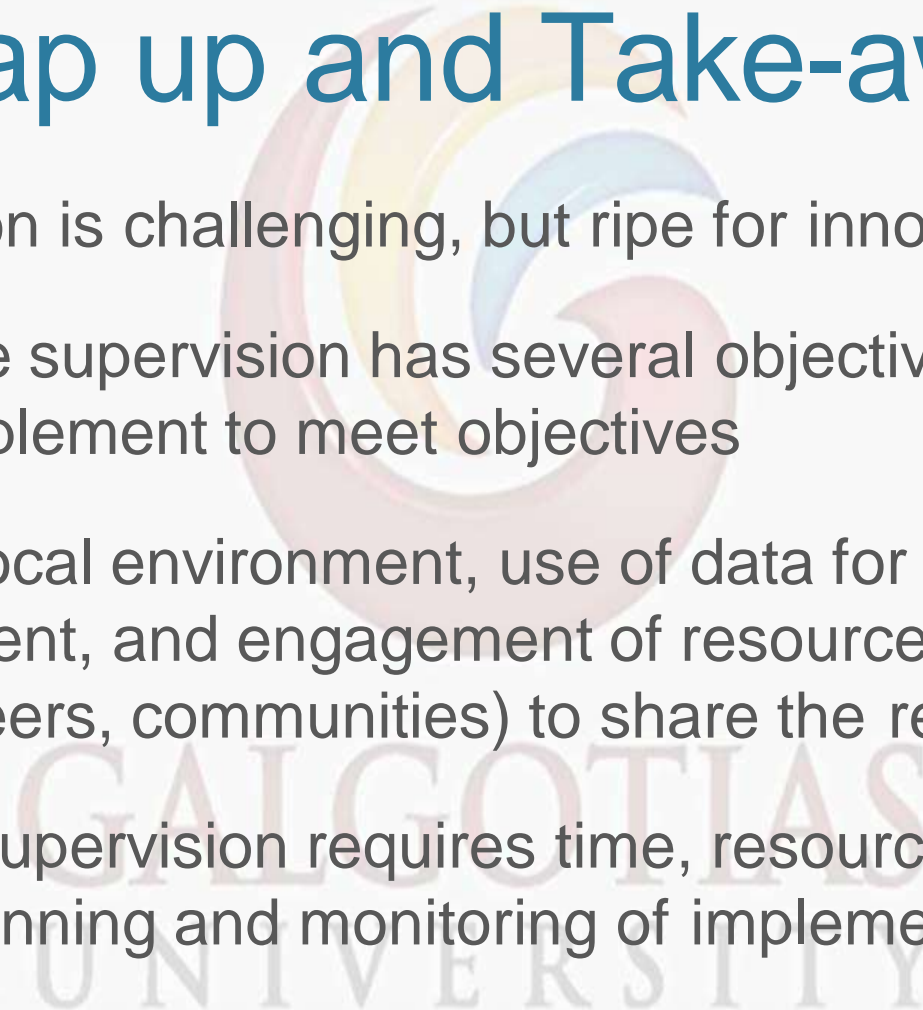 ap up and Take-aw
on is challenging, but ripe for inno
e supervision has several objectiv
plement to meet objectives
ocal environment, use of data for
ent, and engagement of resource
eers, communities) to share the re
upervision requires time, resourc
nning and monitoring of impleme
GALGOTIAS
UNIVERSITY